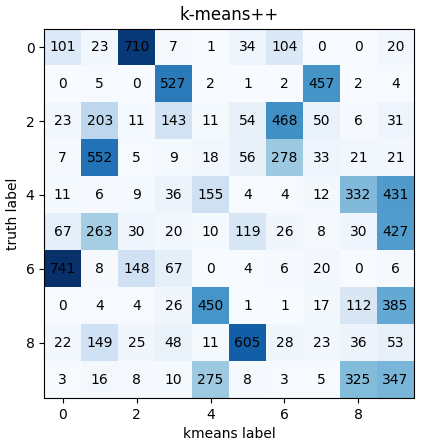 k-means++
0 101 23 710 7 1 34 104 0 0 20
0 5 0 527 2 1 2 457 2 4
2 23 203 11 143 11 54 468 50 6 31
7 552 5 9 18 56 278 33 21 21
4 11 6 9 36 155 4 4 12 332 431
67 263 30 20 10 119 26 8 30 427
6 741 8 148 67 0 4 6 20 0 6
0 4 4 26 450 1 1 17 112 385
8 22 149 25 48 11 605 28 23 36 53
3 16 8 10 275 8 3 5 325 347
0 2 4 6 8
kmeans label
truth label